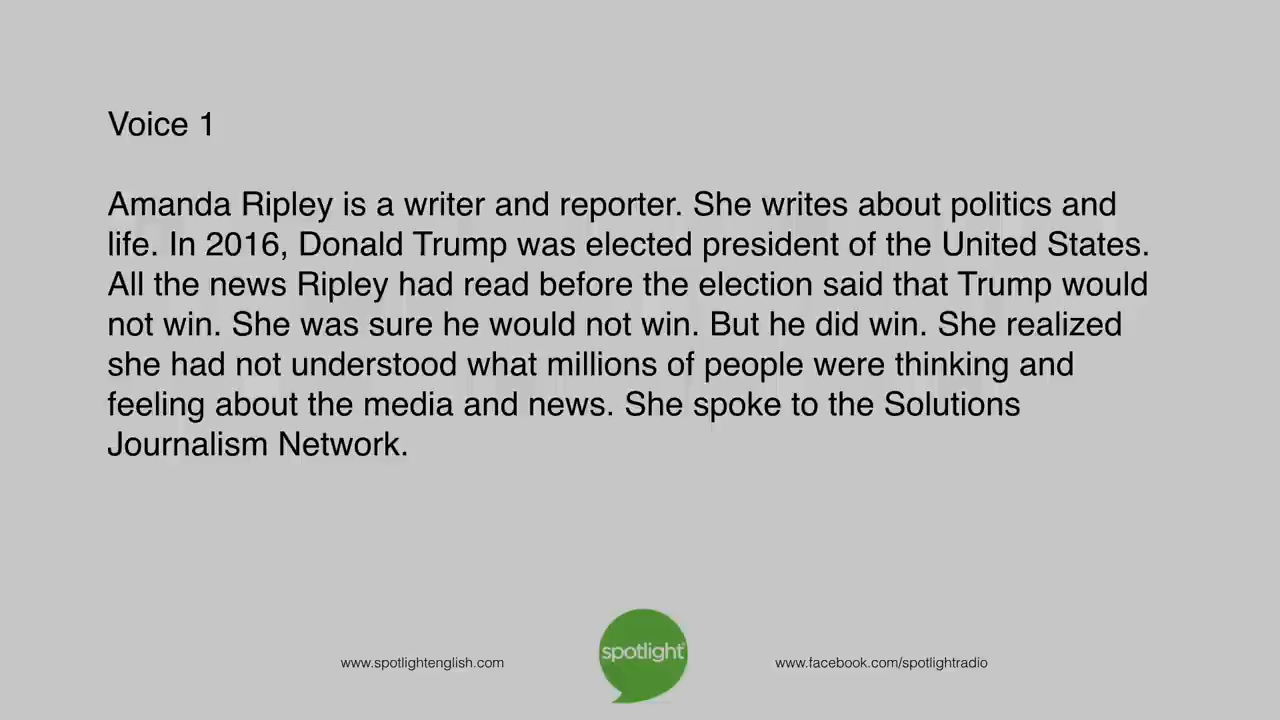 Voice 1
Amanda Ripley is a writer and reporter. She writes about politics and
life. In 2016, Donald Trump was elected president of the United States.
All the news Ripley had read before the election said that Trump would
not win. She was sure he would not win. But he did win. She realized
she had not understood what millions of people were thinking and
feeling about the media and news. She spoke to the Solutions
Journalism Network.
www.spotlightenglish.com
spotlight®
www.facebook.com/spotlightradio